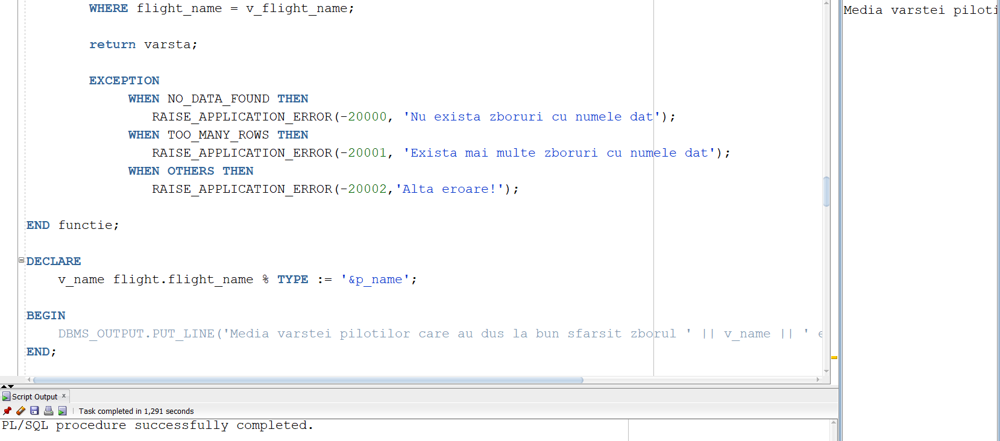 WHERE flight_name = v_flight_name;
return varsta;
EXCEPTION
WHEN NO_DATA_FOUND THEN
RAISE_APPLICATION_ERROR(-20000, 'Nu exista zboruri cu numele dat');
WHEN TOO_MANY_ROWS THEN
RAISE_APPLICATION_ERROR(-20001, 'Exista mai multe zboruri cu numele dat');
WHEN OTHERS THEN
RAISE_APPLICATION_ERROR(-20002,'Alta eroare!');
END functie;
DECLARE
v_name flight.flight_name % TYPE := '&p_name';
BEGIN
DBMS_OUTPUT.PUT_LINE('Media varstei pilotilor care au dus la bun sfarsit zborul ' || v_name || ' e
END;
Script Output x
Task completed in 1,291 seconds
PL/SQL procedure successfully completed.
Media varstei piloti